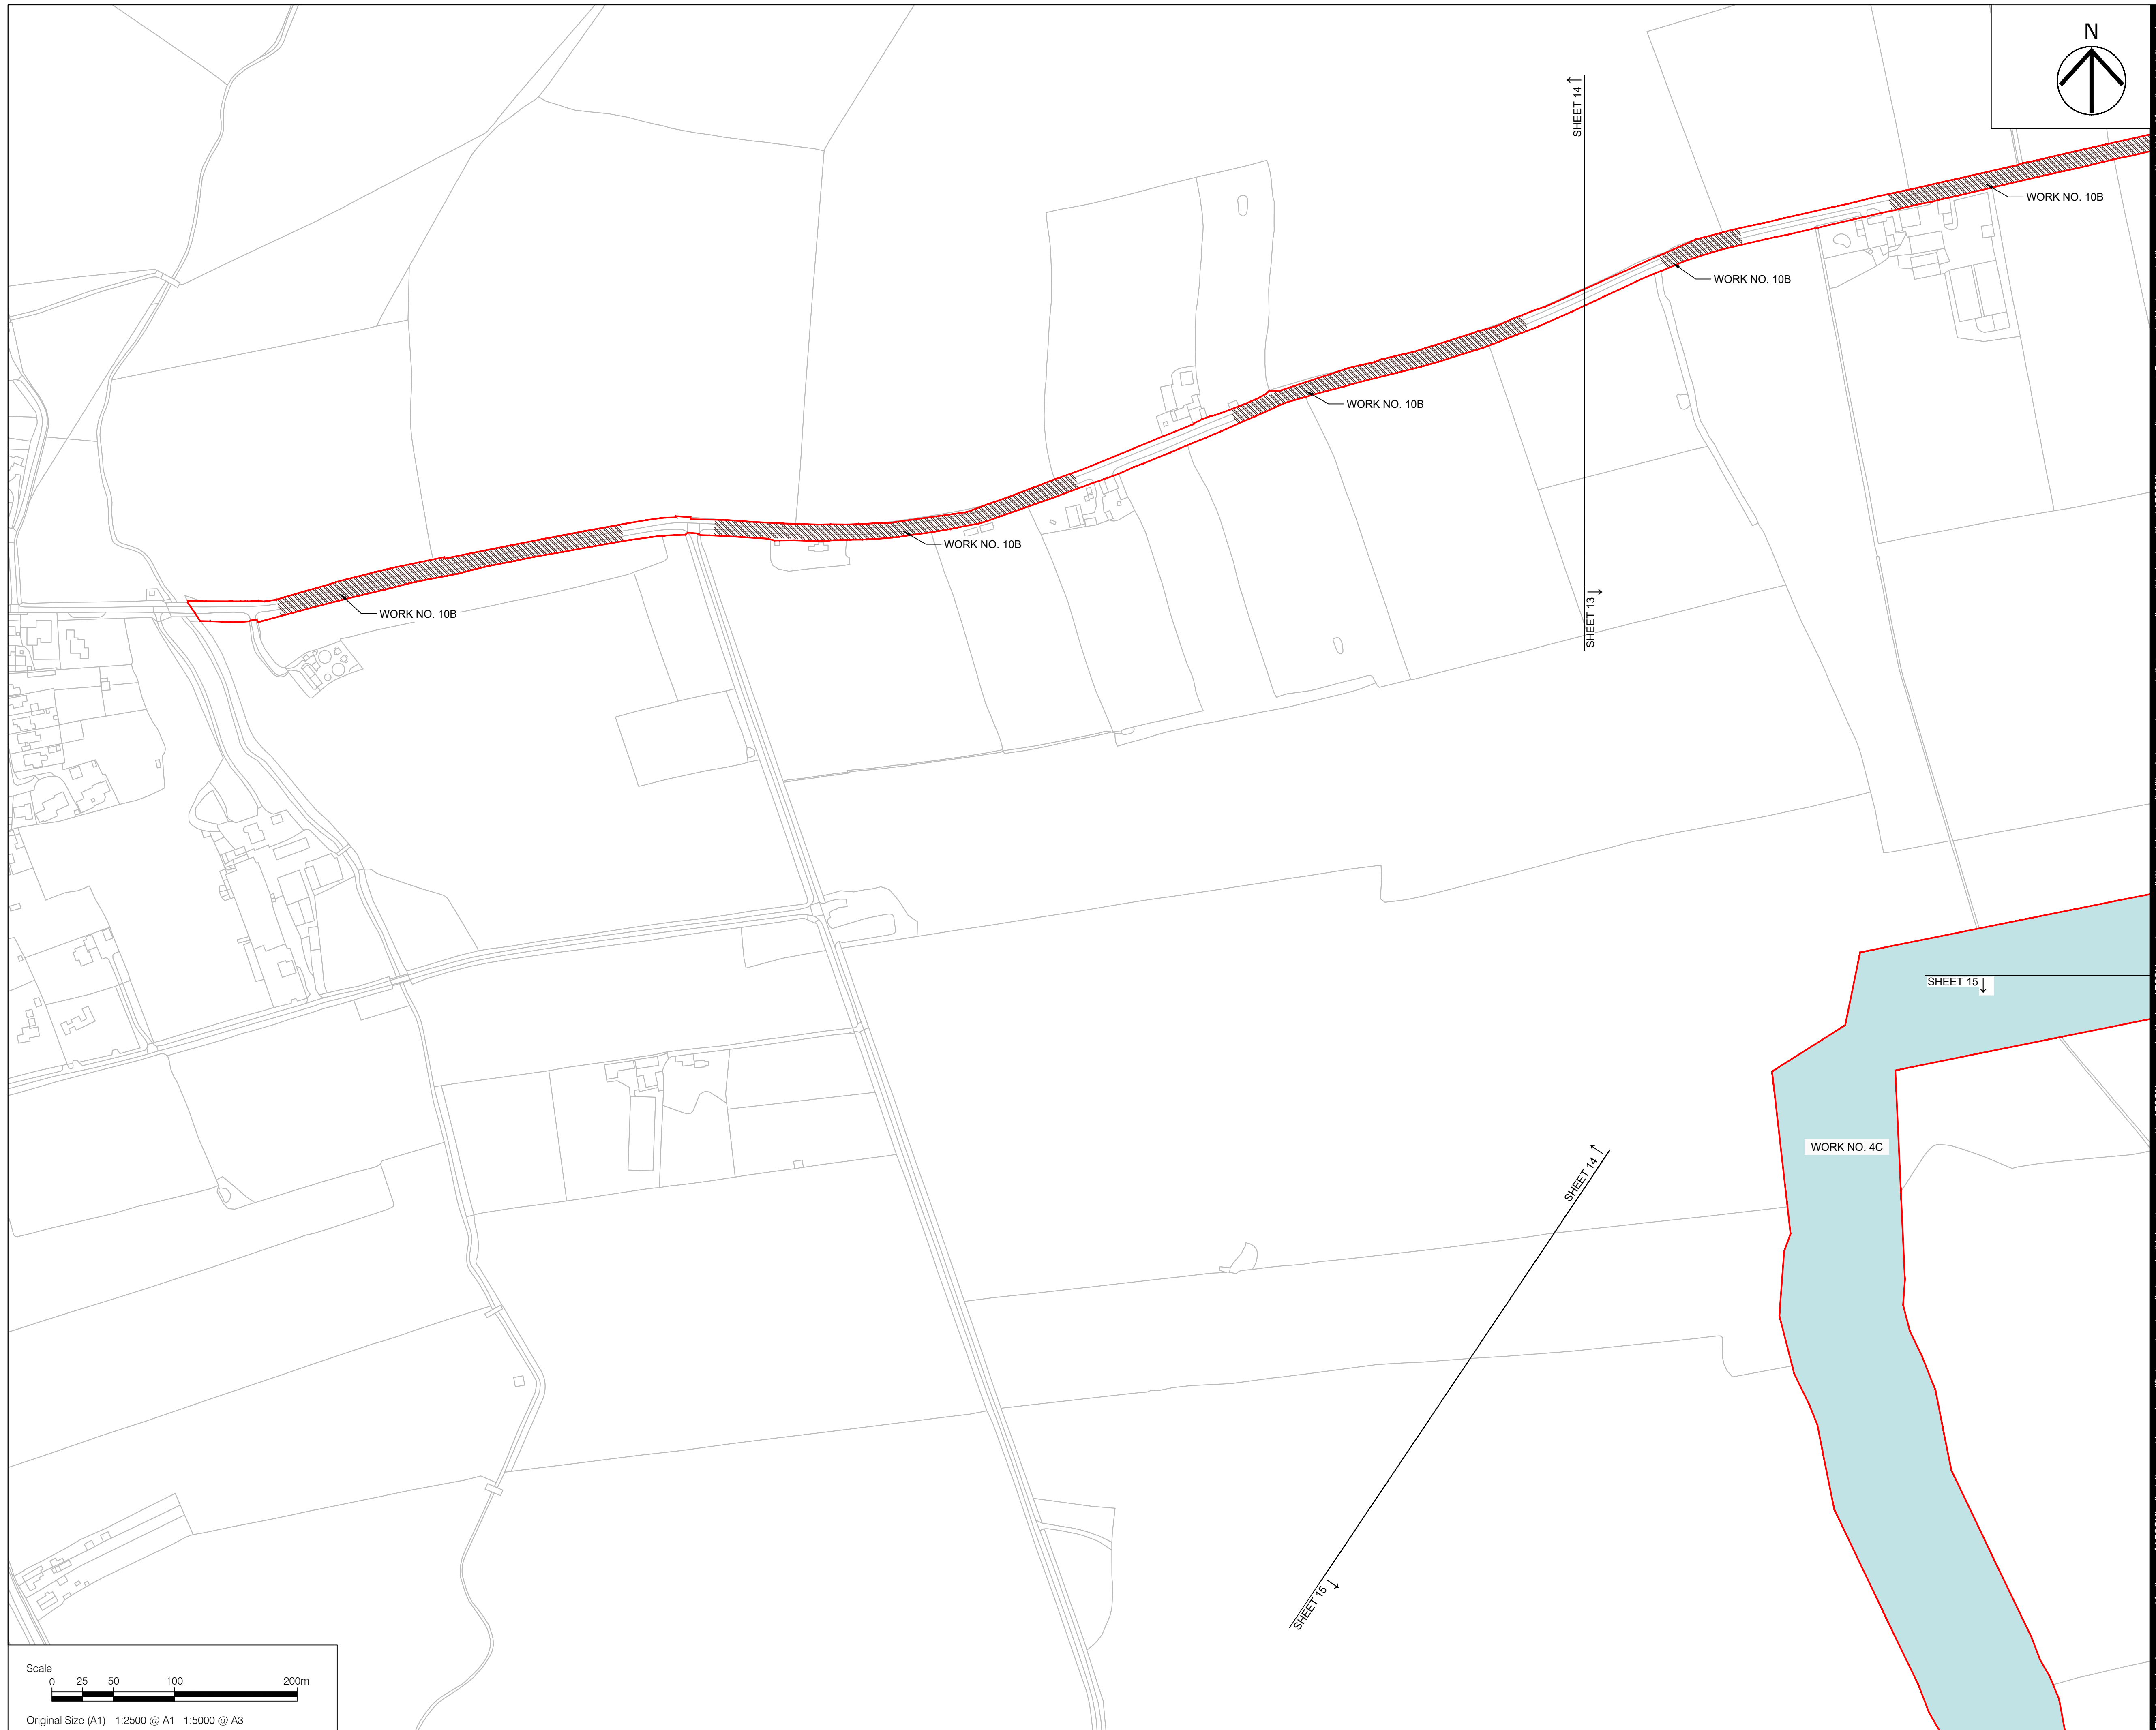 N
SHEET 14
WORK NO. 10B
WORK NO. 10B
WORK NO. 10B
WORK NO. 10B
SHEET 13
WORK NO. 10B
SHEET 15
WORK NO. 4C
SHEET 14
SHEET 15
Scale
0 25 50 100 200m
Original Size (A1) 1:2500 @ A1 1:5000 @ A3